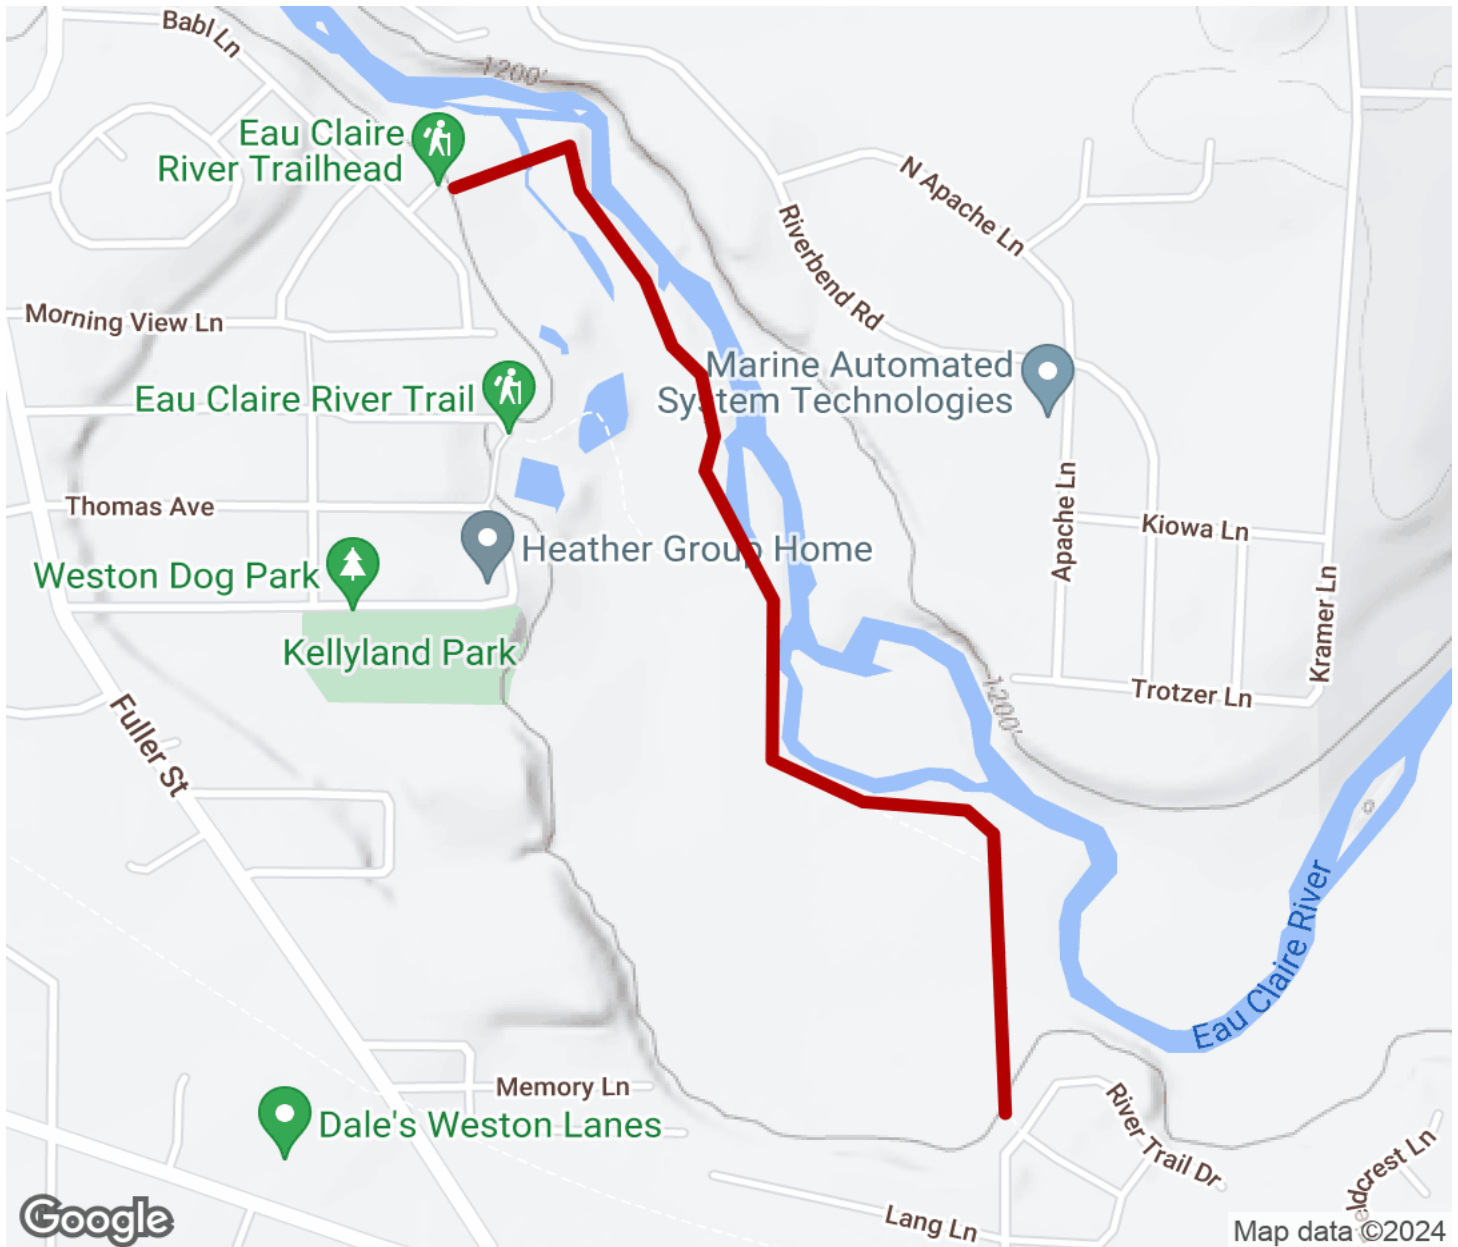 Babl Ln
1200'
Eau Claire
River Trailhead
N Apache Ln
Riverbend Rd
Morning View Ln
Marine Automated
System Technologies
Eau Claire River Trail
Apache Ln
Thomas Ave
Kiowa Ln
Heather Group Home
Weston Dog Park
Kramer Ln
Kellyland Park
1200'
Trotzer Ln
Fuller St
Eau Claire River
Memory Ln
River Trail Dr
Dale's Weston Lanes
eldcrest Ln
Lang Ln
Google
Map data ©2024